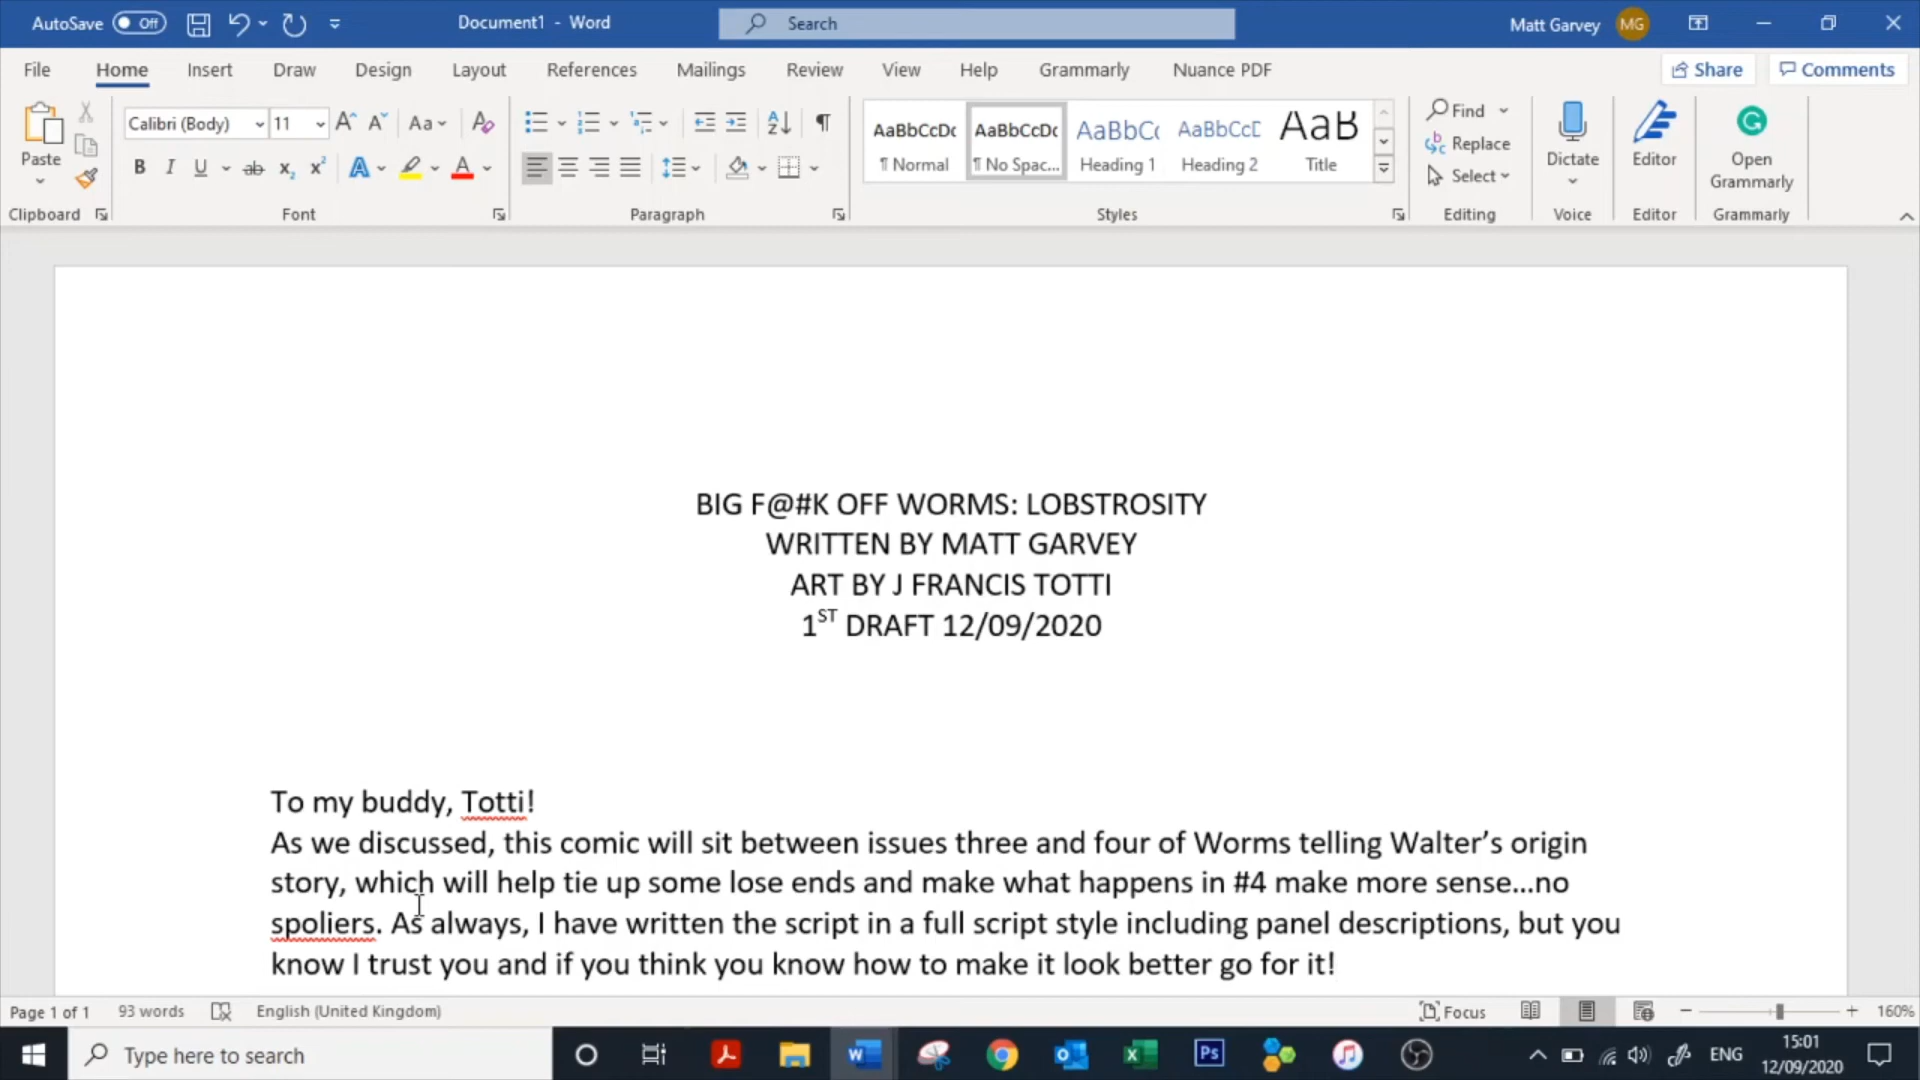 AutoSave Off Document1 - Word Search Matt Garvey MG
File Home Insert Draw Design Layout References Mailings Review View Help Grammarly Nuance PDF Share Comments
Paste Calibri (Body) 11 Aa AaBbCcDc AaBbCcDc AaBbCc AaBbCcD AaB Find Dictate Editor Open Grammarly
B I U ab x₂ x² A A ¶ Normal ¶ No Spac... Heading 1 Heading 2 Title Replace
Select
Clipboard Font Paragraph Styles Editing Voice Editor Grammarly
BIG F@#K OFF WORMS: LOBSTROSITY
WRITTEN BY MATT GARVEY
ART BY J FRANCIS TOTTI
1ST DRAFT 12/09/2020
To my buddy, Totti!
As we discussed, this comic will sit between issues three and four of Worms telling Walter’s origin
story, which will help tie up some lose ends and make what happens in #4 make more sense…no
spoliers. As always, I have written the script in a full script style including panel descriptions, but you
know I trust you and if you think you know how to make it look better go for it!
Page 1 of 1 93 words English (United Kingdom) Focus 160%
Type here to search W Ps ENG 15:01
12/09/2020